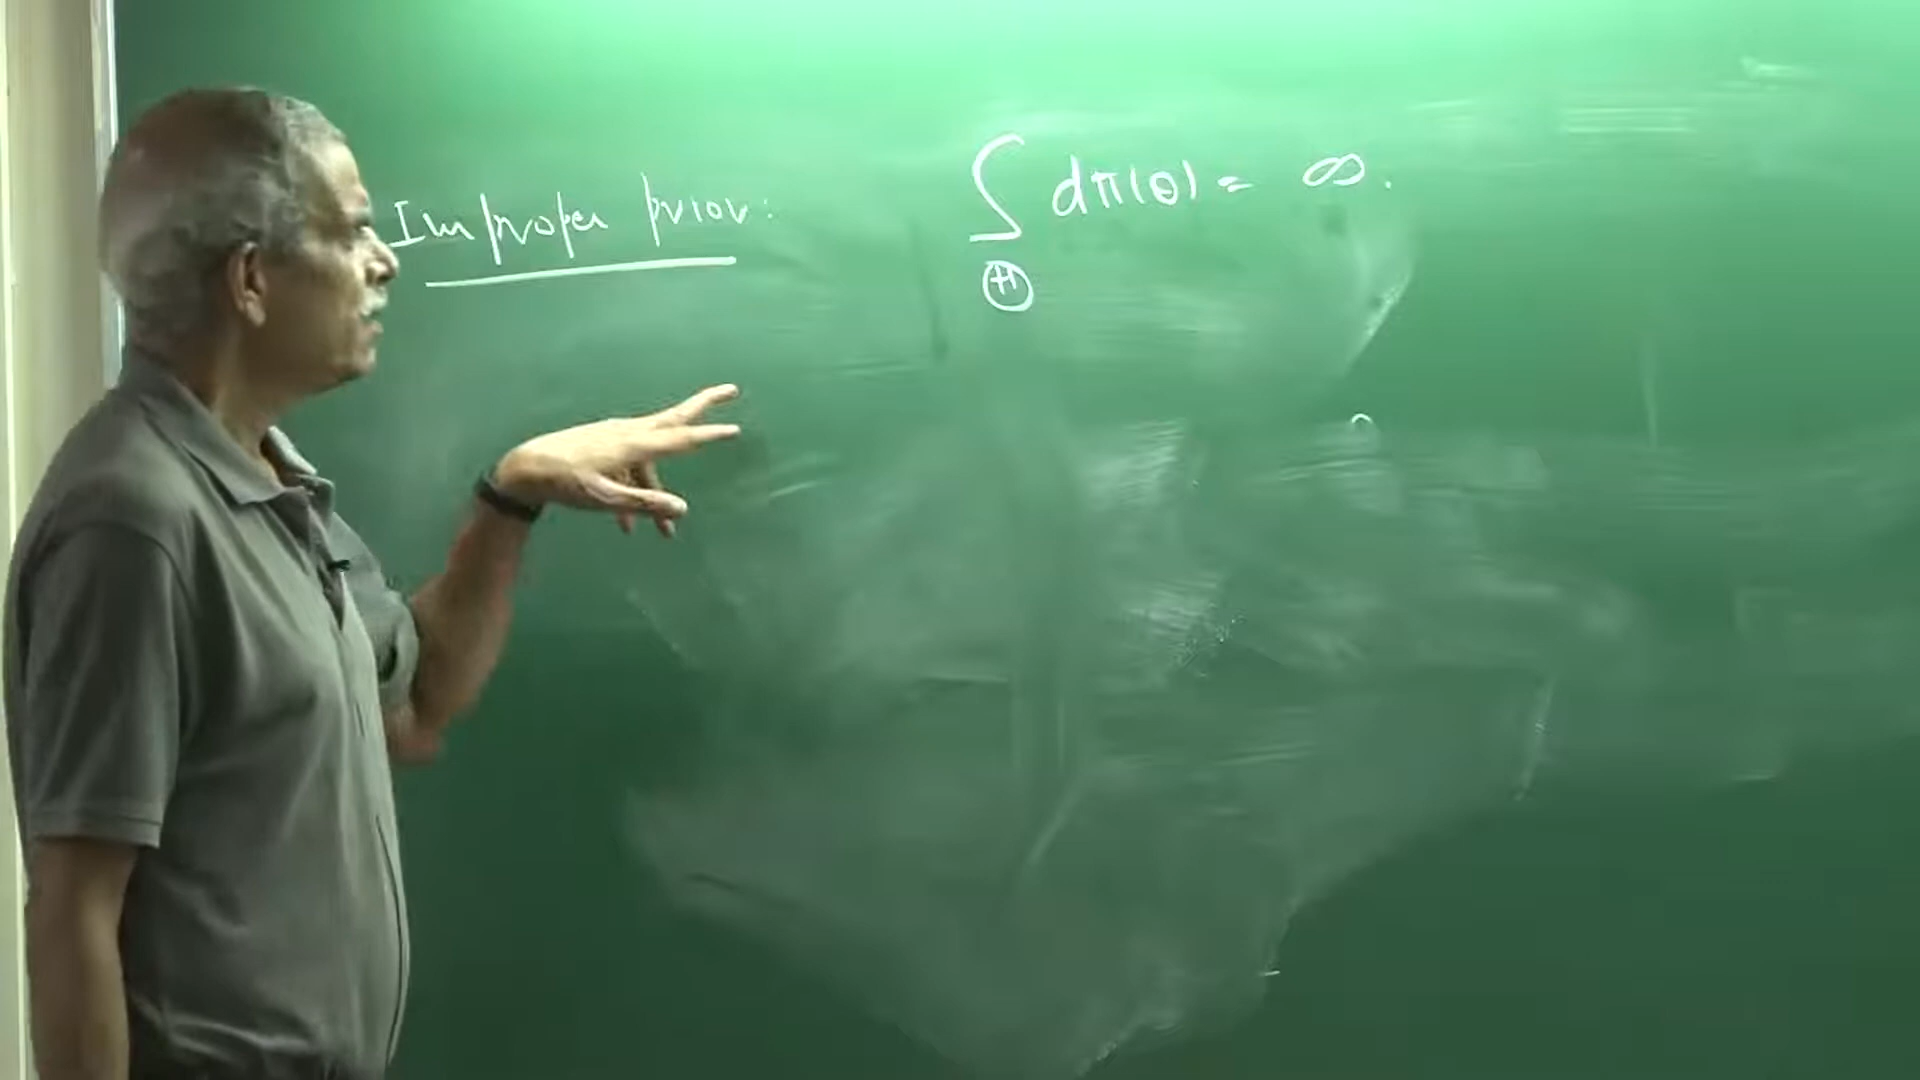 Improper prior: ∫ dπ(θ) = ∞.
Ⓗ